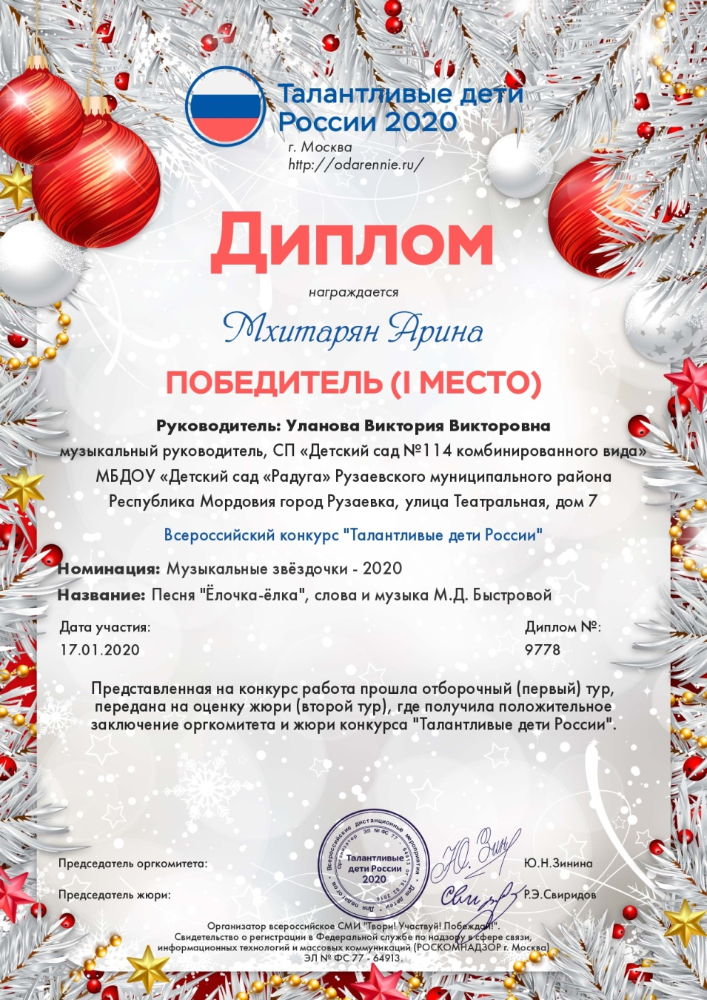 Талантливые дети
России 2020
г. Москва
http://odarennie.ru/
Диплом
награждается
Мхитарян Арина
ПОБЕДИТЕЛЬ (I МЕСТО)
Руководитель: Уланова Виктория Викторовна
музыкальный руководитель, СП «Детский сад №114 комбинированного вида»
МБДОУ «Детский сад «Радуга» Рузаевского муниципального района
Республика Мордовия город Рузаевка, улица Театральная, дом 7
Всероссийский конкурс "Талантливые дети России"
Номинация: Музыкальные звёздочки - 2020
Название: Песня "Ёлочка-ёлка", слова и музыка М.Д. Быстровой
Дата участия:
17.01.2020
Диплом №:
9778
Представленная на конкурс работа прошла отборочный (первый) тур,
передана на оценку жюри (второй тур), где получила положительное
заключение оргкомитета и жюри конкурса "Талантливые дети России".
Всероссийские дистанционные мероприятия • Для детей • Для педагогов •
Организатор ЭЛ № ФС 77 - 64913 от 16.02.2016
Талантливые
дети России
2020
Председатель оргкомитета:
Ю.Н.Зинина
Председатель жюри:
Р.Э.Свиридов
Организатор всероссийское СМИ "Твори! Участвуй! Побеждай!".
Свидетельство о регистрации в Федеральной службе по надзору в сфере связи,
информационных технологий и массовых коммуникаций (РОСКОМНАДЗОР г. Москва)
ЭЛ № ФС 77 - 64913.